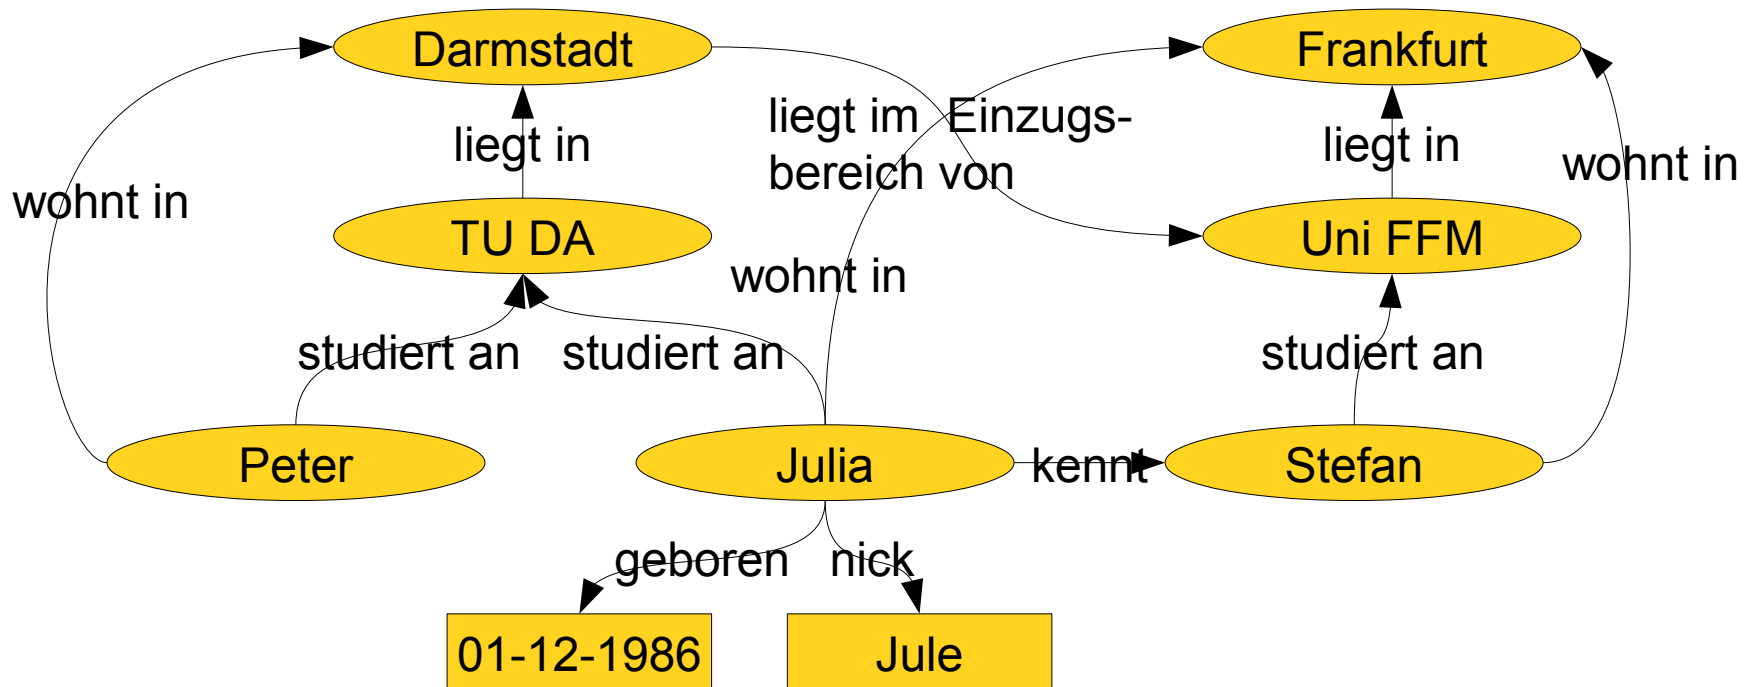 Darmstadt
Frankfurt
liegt im Einzugs-
bereich von
liegt in
liegt in
wohnt in
wohnt in
TU DA
Uni FFM
wohnt in
studiert an
studiert an
studiert an
Peter
Julia
kennt
Stefan
geboren
nick
01-12-1986
Jule